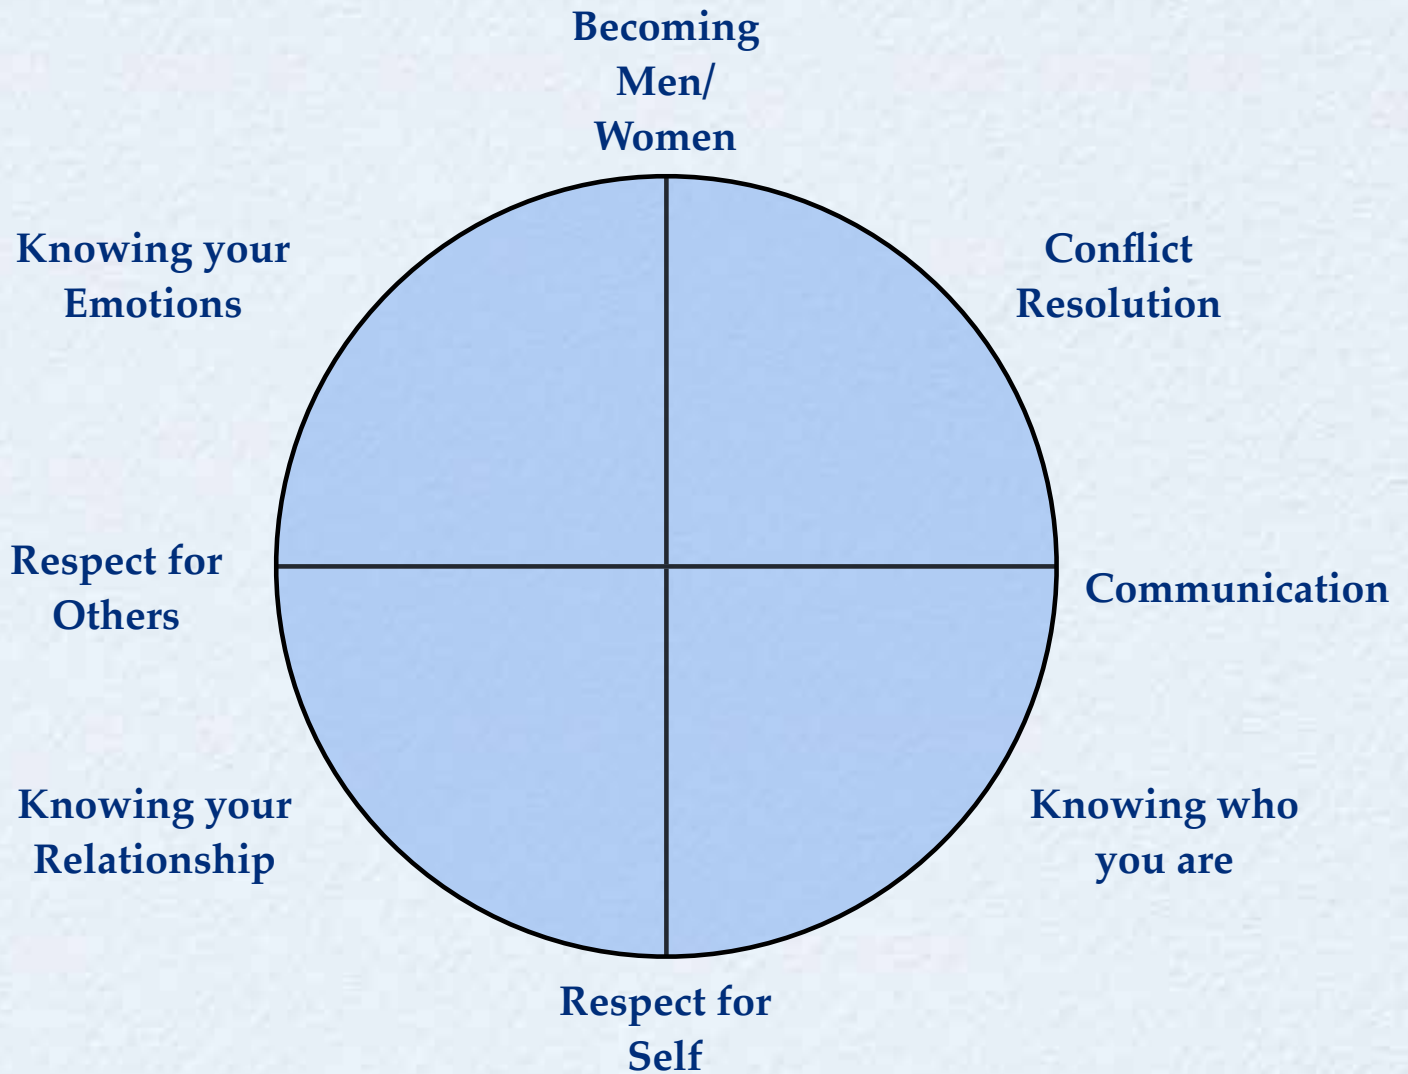 Becoming
Men/
Women
Knowing your
Emotions
Conflict
Resolution
Respect for
Others
Communication
Knowing your
Relationship
Knowing who
you are
Respect for
Self